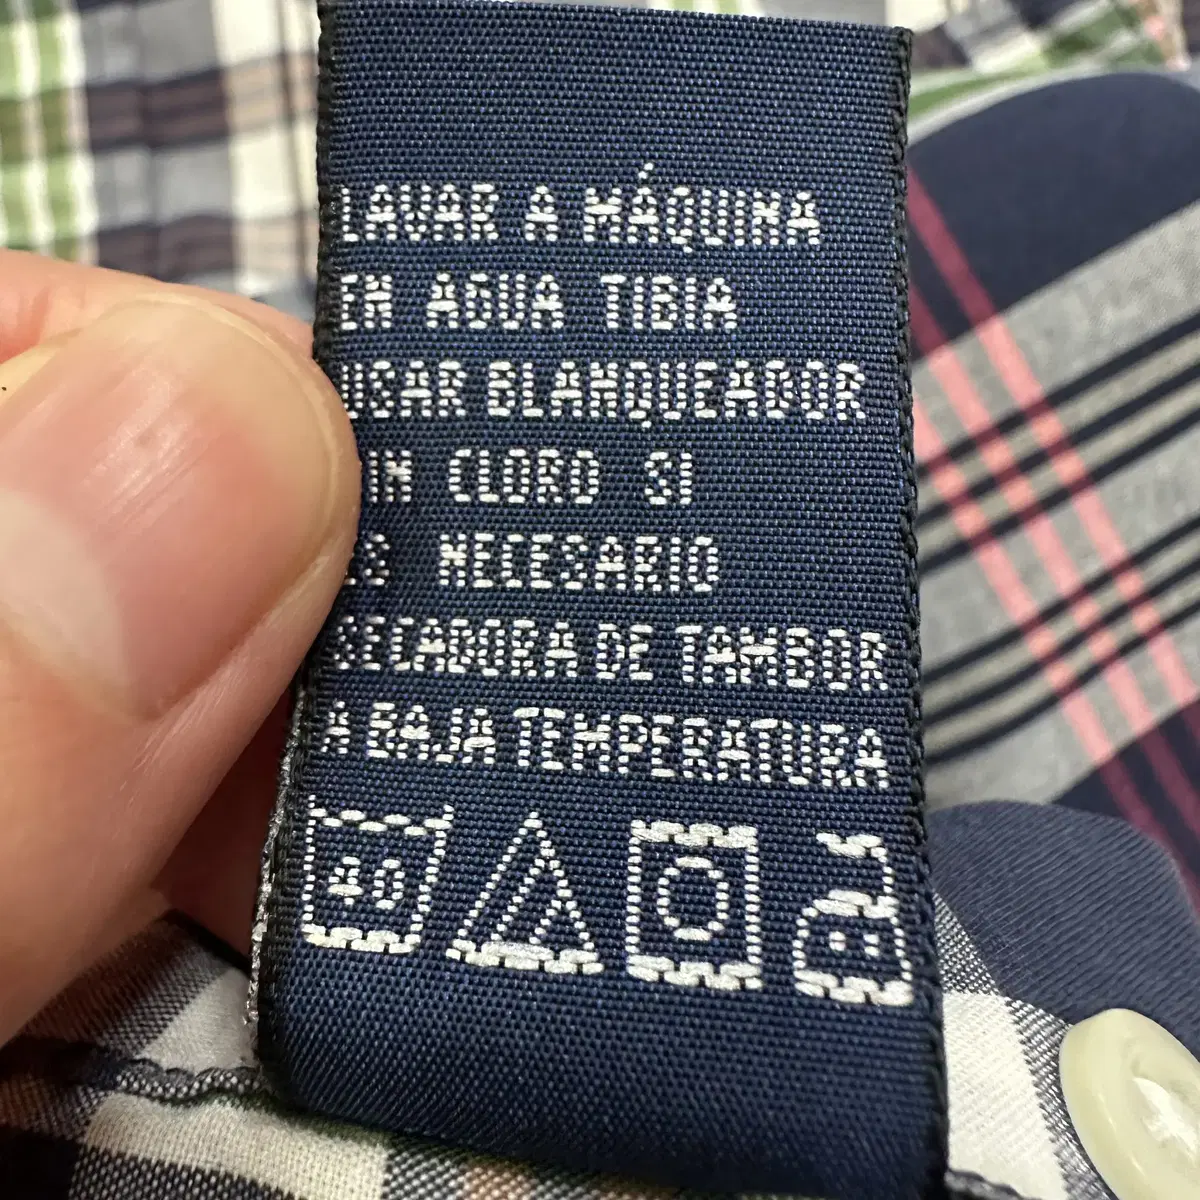 LAVAR A MÁQUINA
EN AGUA TIBIA
USAR BLANQUEADOR
CLORO SI
NECESARIO
SECADORA DE TAMBOR
A BAJA TEMPERATURA
40